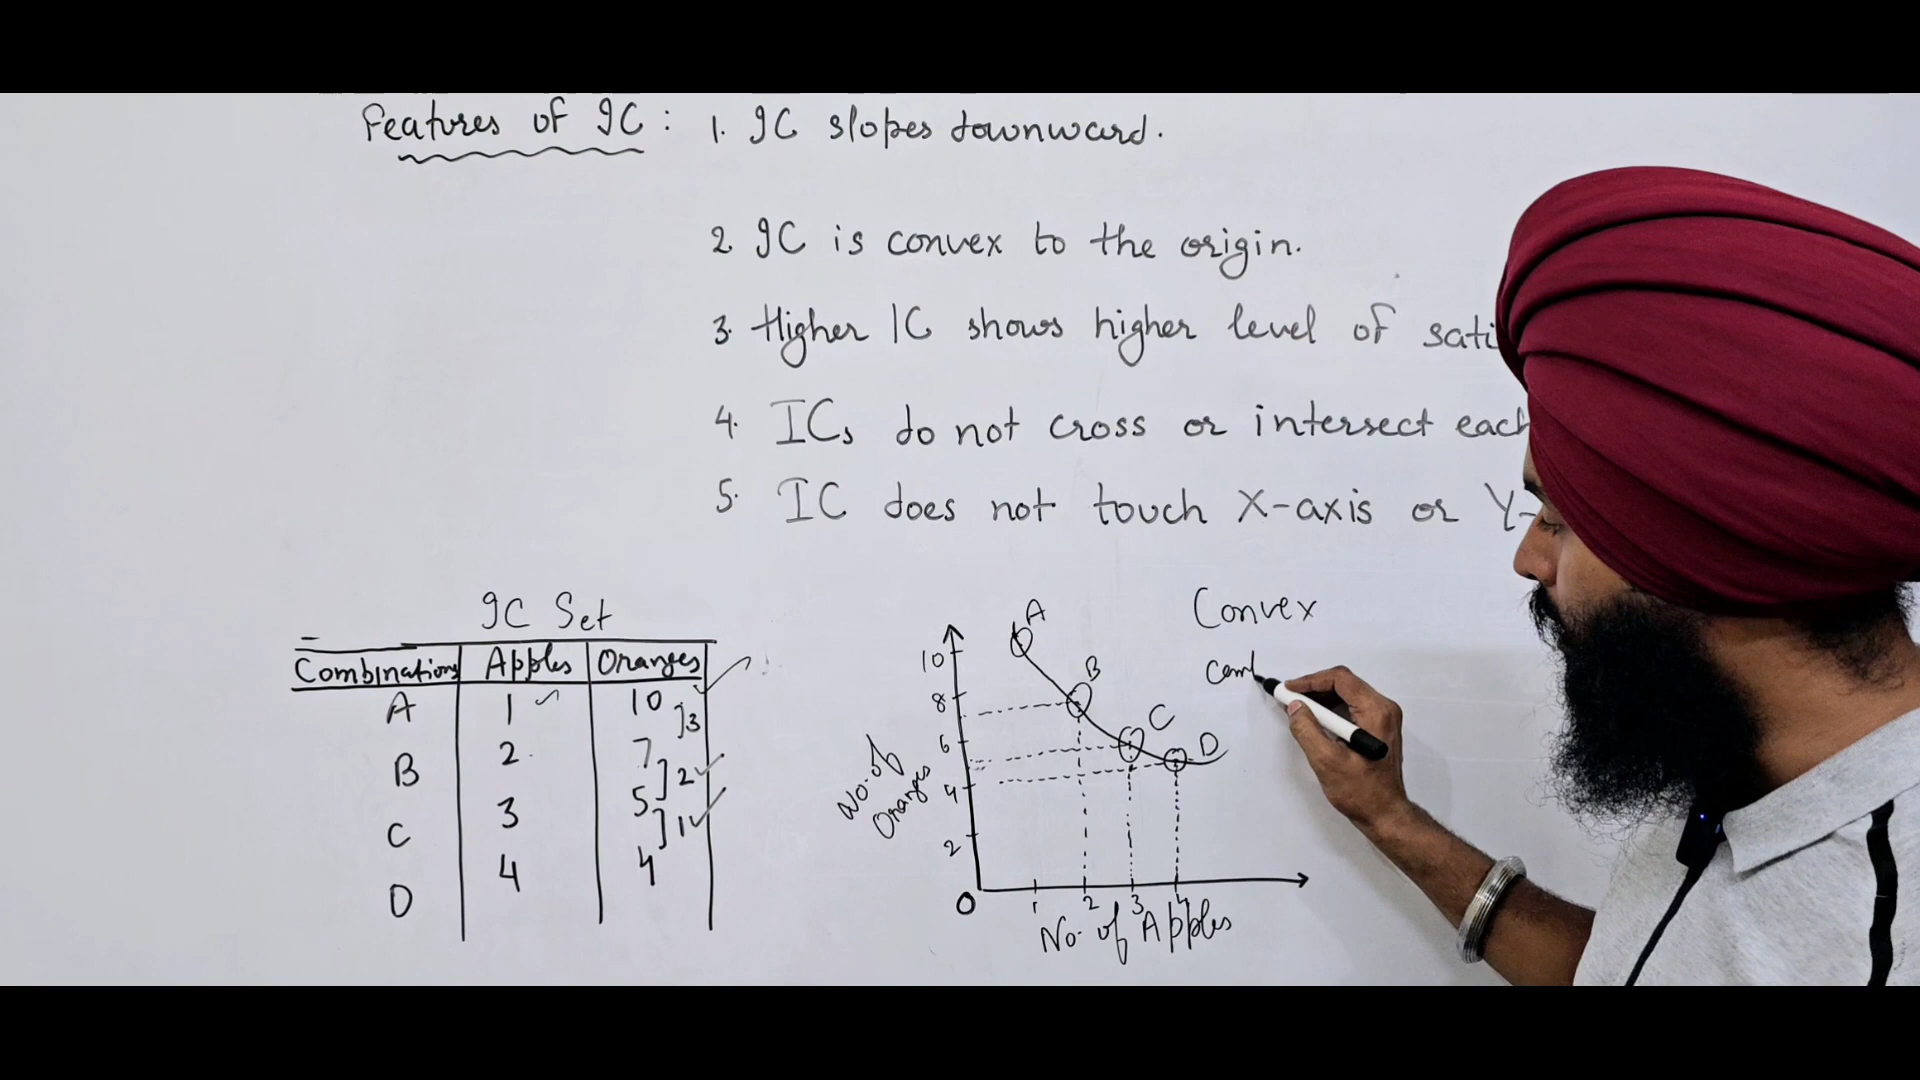 Features of IC : 1. IC slopes downward.
2 IC is convex to the origin.
3. Higher IC shows higher level of sati
4. ICs do not cross or intersect each
5. IC does not touch X-axis or Y-
IC Set
Combinations Apples Oranges
A 1 10
]3
B 2 7
]2
C 3 5
]1
D 4 4
10
8
6
4
2
0
1 2 3 4
A
B
C
D
No. of
Oranges
No. of Apples
Convex